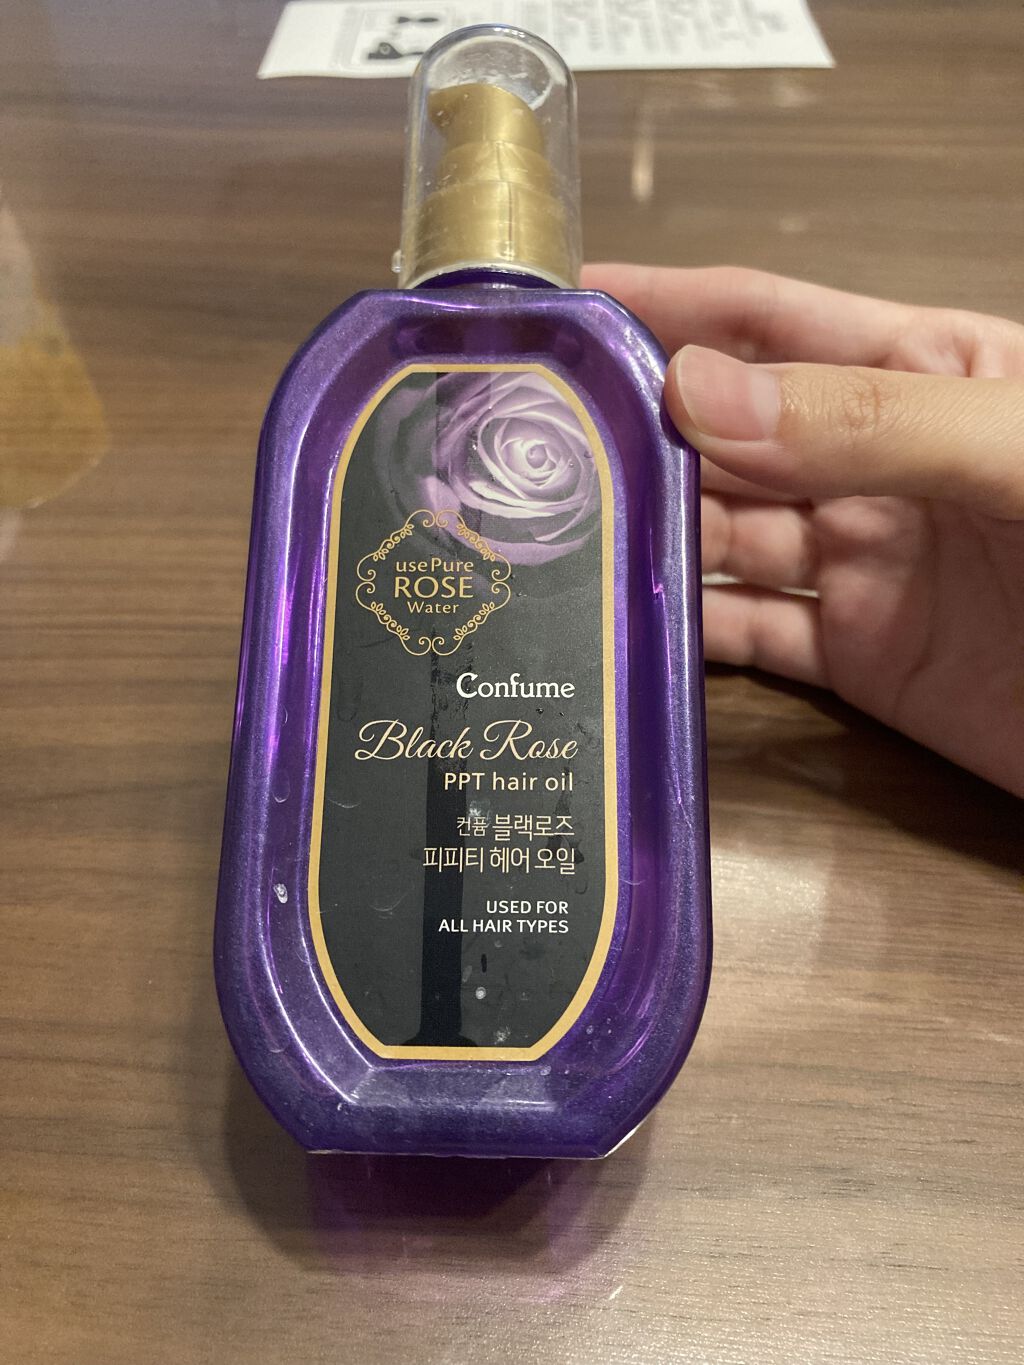 use Pure
ROSE
Water
Confume
Black Rose
PPT hair oil
컨퓸 블랙로즈
피피티 헤어 오일
USED FOR
ALL HAIR TYPES